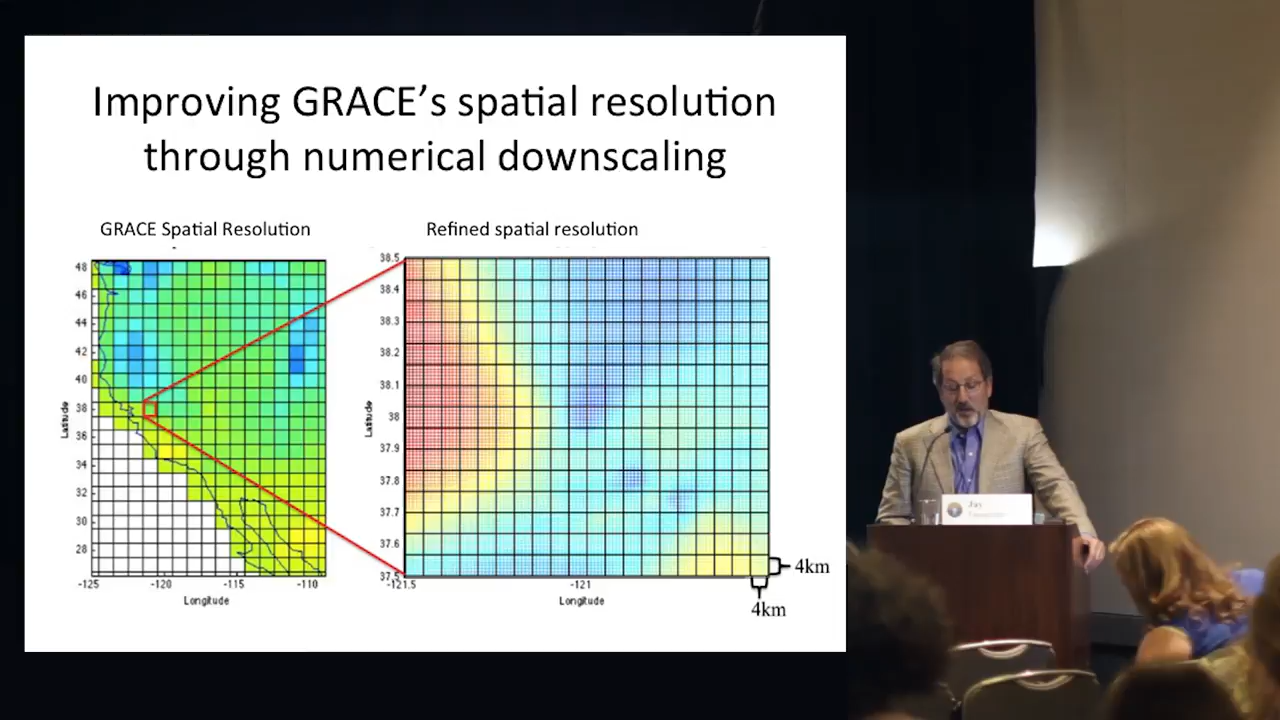 Improving GRACE's spatial resolution
through numerical downscaling
GRACE Spatial Resolution
Refined spatial resolution
48
46
44
42
40
38
36
34
32
30
28
Latitude
-125
-120
-115
-110
Longitude
38.5
38.4
38.3
38.2
38.1
38
37.9
37.8
37.7
37.6
37.5
Latitude
-121.5
-121
Longitude
4km
4km
Jay